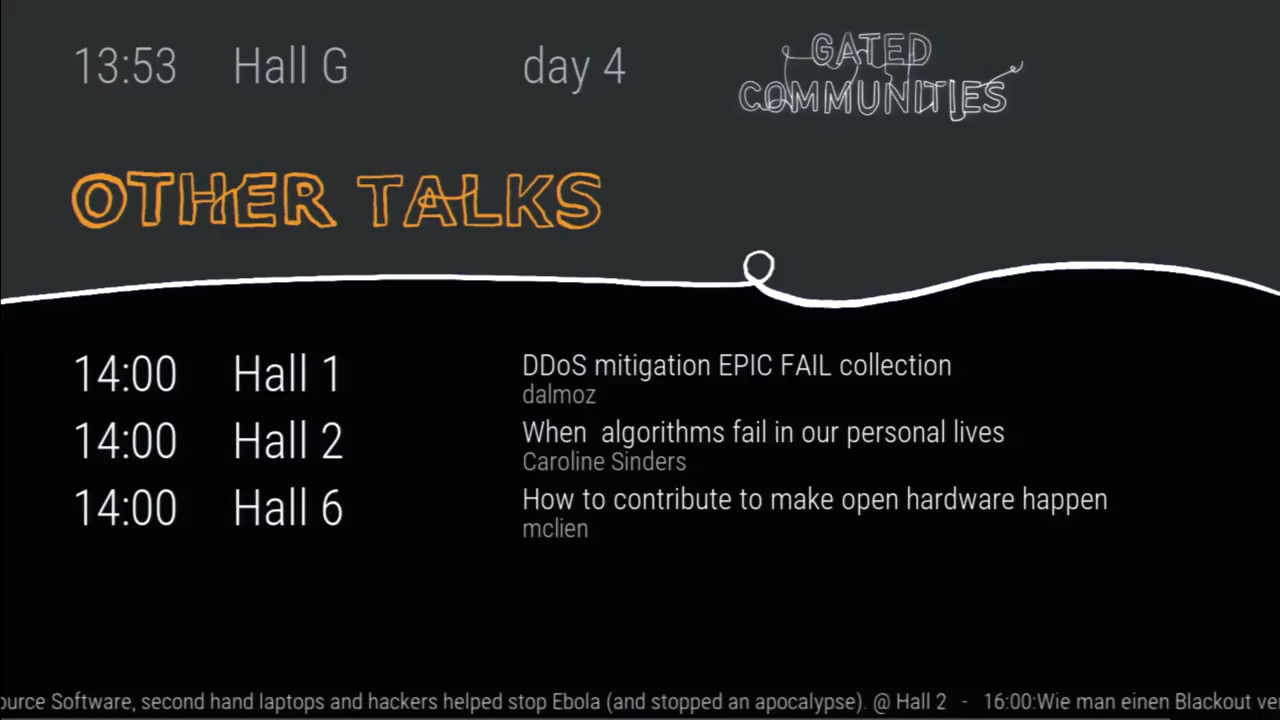 13:53 Hall G day 4
GATED
COMMUNITIES
OTHER TALKS
14:00 Hall 1 DDoS mitigation EPIC FAIL collection
dalmoz
14:00 Hall 2 When algorithms fail in our personal lives
Caroline Sinders
14:00 Hall 6 How to contribute to make open hardware happen
mclien
ource Software, second hand laptops and hackers helped stop Ebola (and stopped an apocalypse). @ Hall 2 - 16:00:Wie man einen Blackout ve